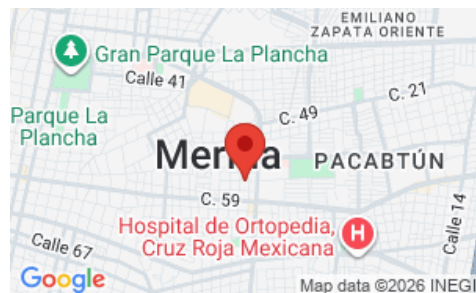 EMILIANO
ZAPATA ORIENTE
Gran Parque La Plancha
Calle 41
C. 21
C. 49
Parque La
Plancha
Merida
PACABTÚN
C. 59
Calle 14
Hospital de Ortopedia,
Cruz Roja Mexicana
H
Calle 67
Google
Map data ©2026 INEGI